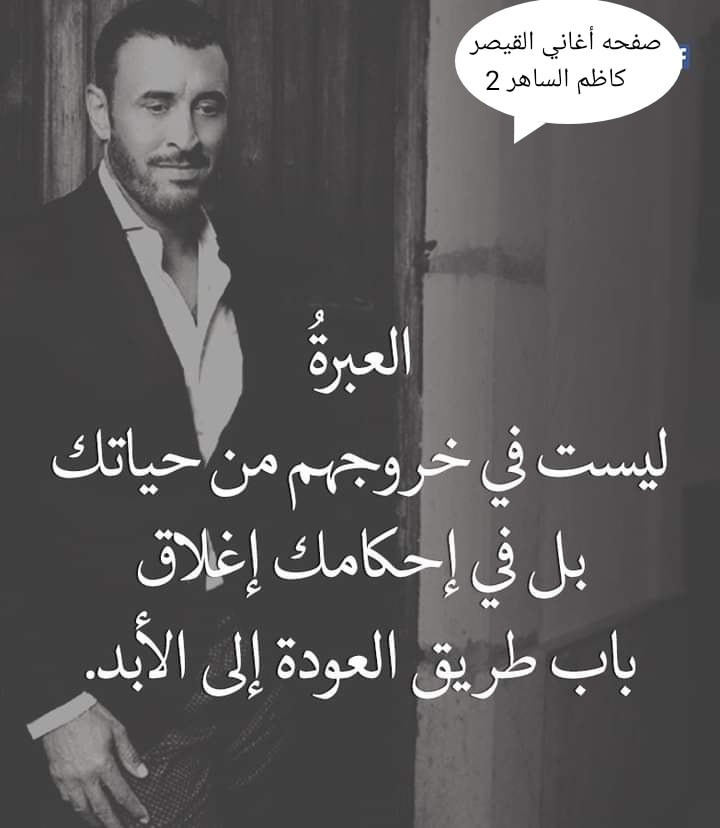 صفحه أغاني القيصر
كاظم الساهر 2
العبرةُ
ليست في خروجهم من حياتك
بل في إحكامك إغلاق
باب طريق العودة إلى الأبد.